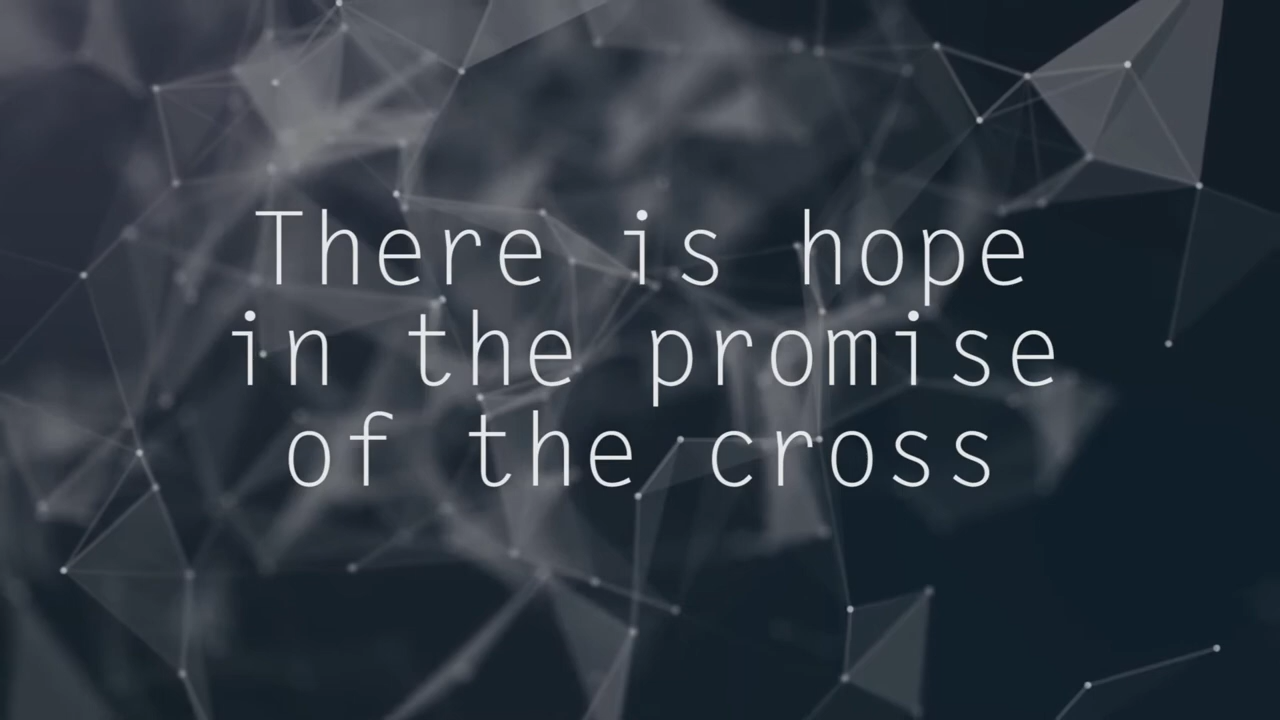 There is hope
in the promise
of the cross